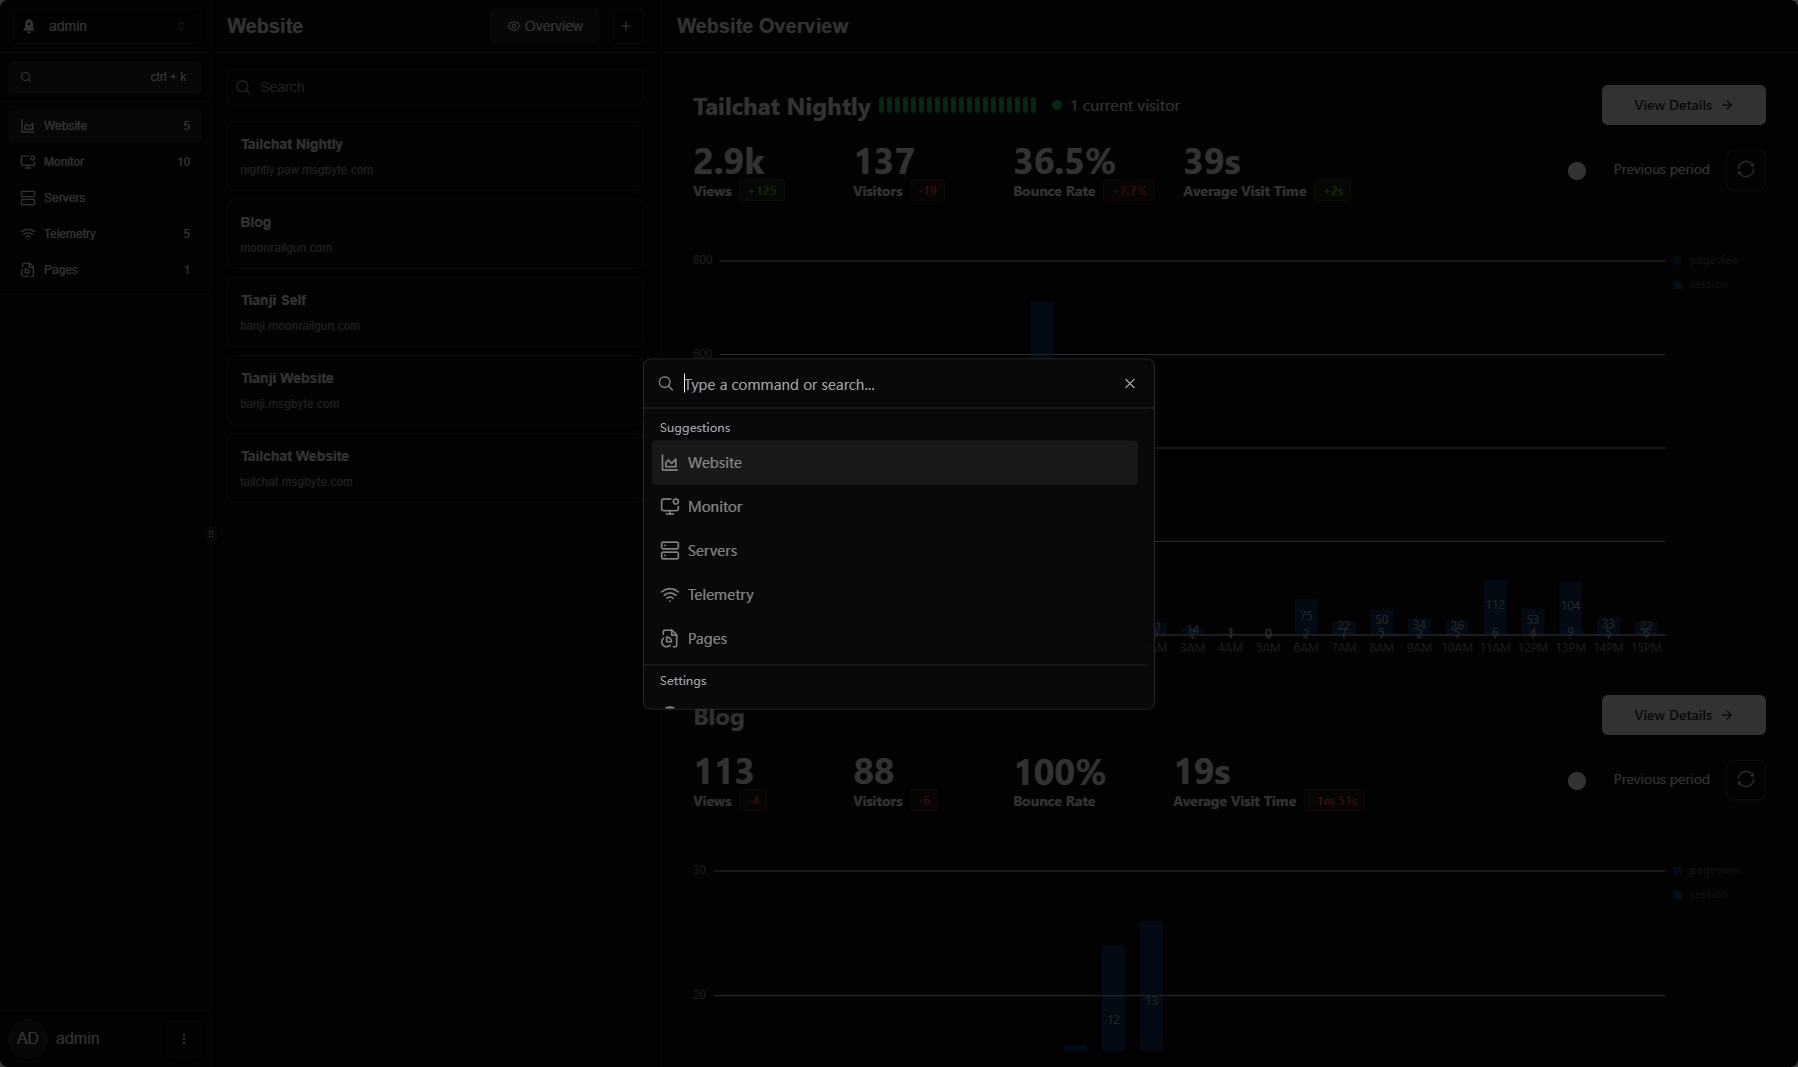 admin
ctrl + k
Website 5
Monitor 10
Servers
Telemetry 5
Pages 1
AD admin
Website
Overview
+
Search
Tailchat Nightly
nightly.paw.msgbyte.com
Blog
moonrailgun.com
Tianji Self
tianji.moonrailgun.com
Tianji Website
tianji.msgbyte.com
Tailchat Website
tailchat.msgbyte.com
Website Overview
Tailchat Nightly
1 current visitor
View Details
2.9k
Views +125
137
Visitors -19
36.5%
Bounce Rate +7.7%
39s
Average Visit Time +2s
Previous period
800
600
pageview
session
75 22 50 34 26 112 53 104 33 22
3AM 4AM 5AM 6AM 7AM 8AM 9AM 10AM 11AM 12PM 13PM 14PM 15PM
Type a command or search...
Suggestions
Website
Monitor
Servers
Telemetry
Pages
Settings
Blog
View Details
113
Views -4
88
Visitors -6
100%
Bounce Rate
19s
Average Visit Time -1m 51s
Previous period
30
20
pageview
session
12
13